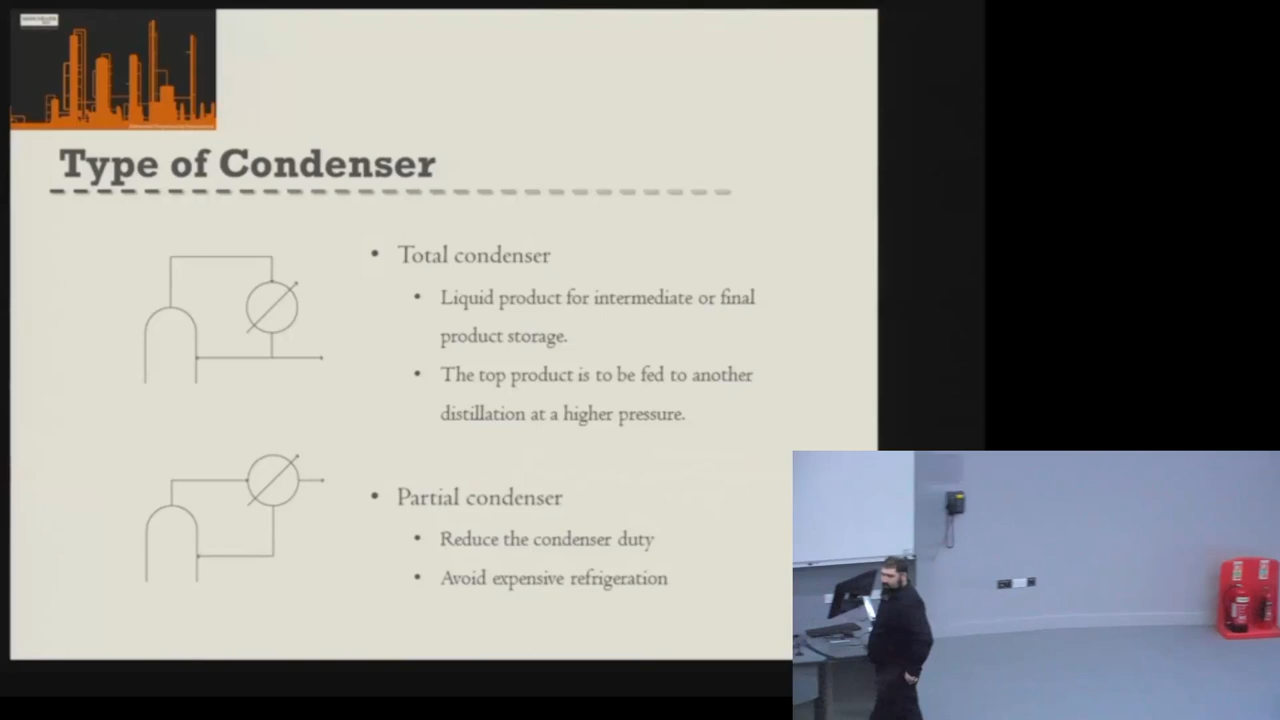 Type of Condenser
• Total condenser
• Liquid product for intermediate or final
product storage.
• The top product is to be fed to another
distillation at a higher pressure.
• Partial condenser
• Reduce the condenser duty
• Avoid expensive refrigeration